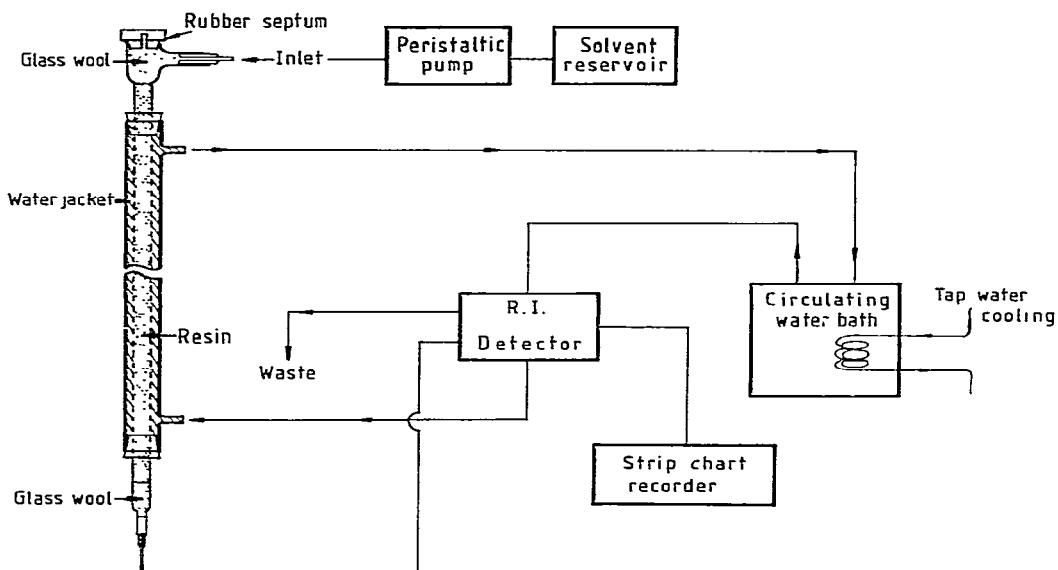 Rubber septum
Glass wool
Inlet
Peristaltic
pump
Solvent
reservoir
Water jacket
Resin
Waste
R.I.
Detector
Circulating
water bath
Tap water
cooling
Strip chart
recorder
Glass wool